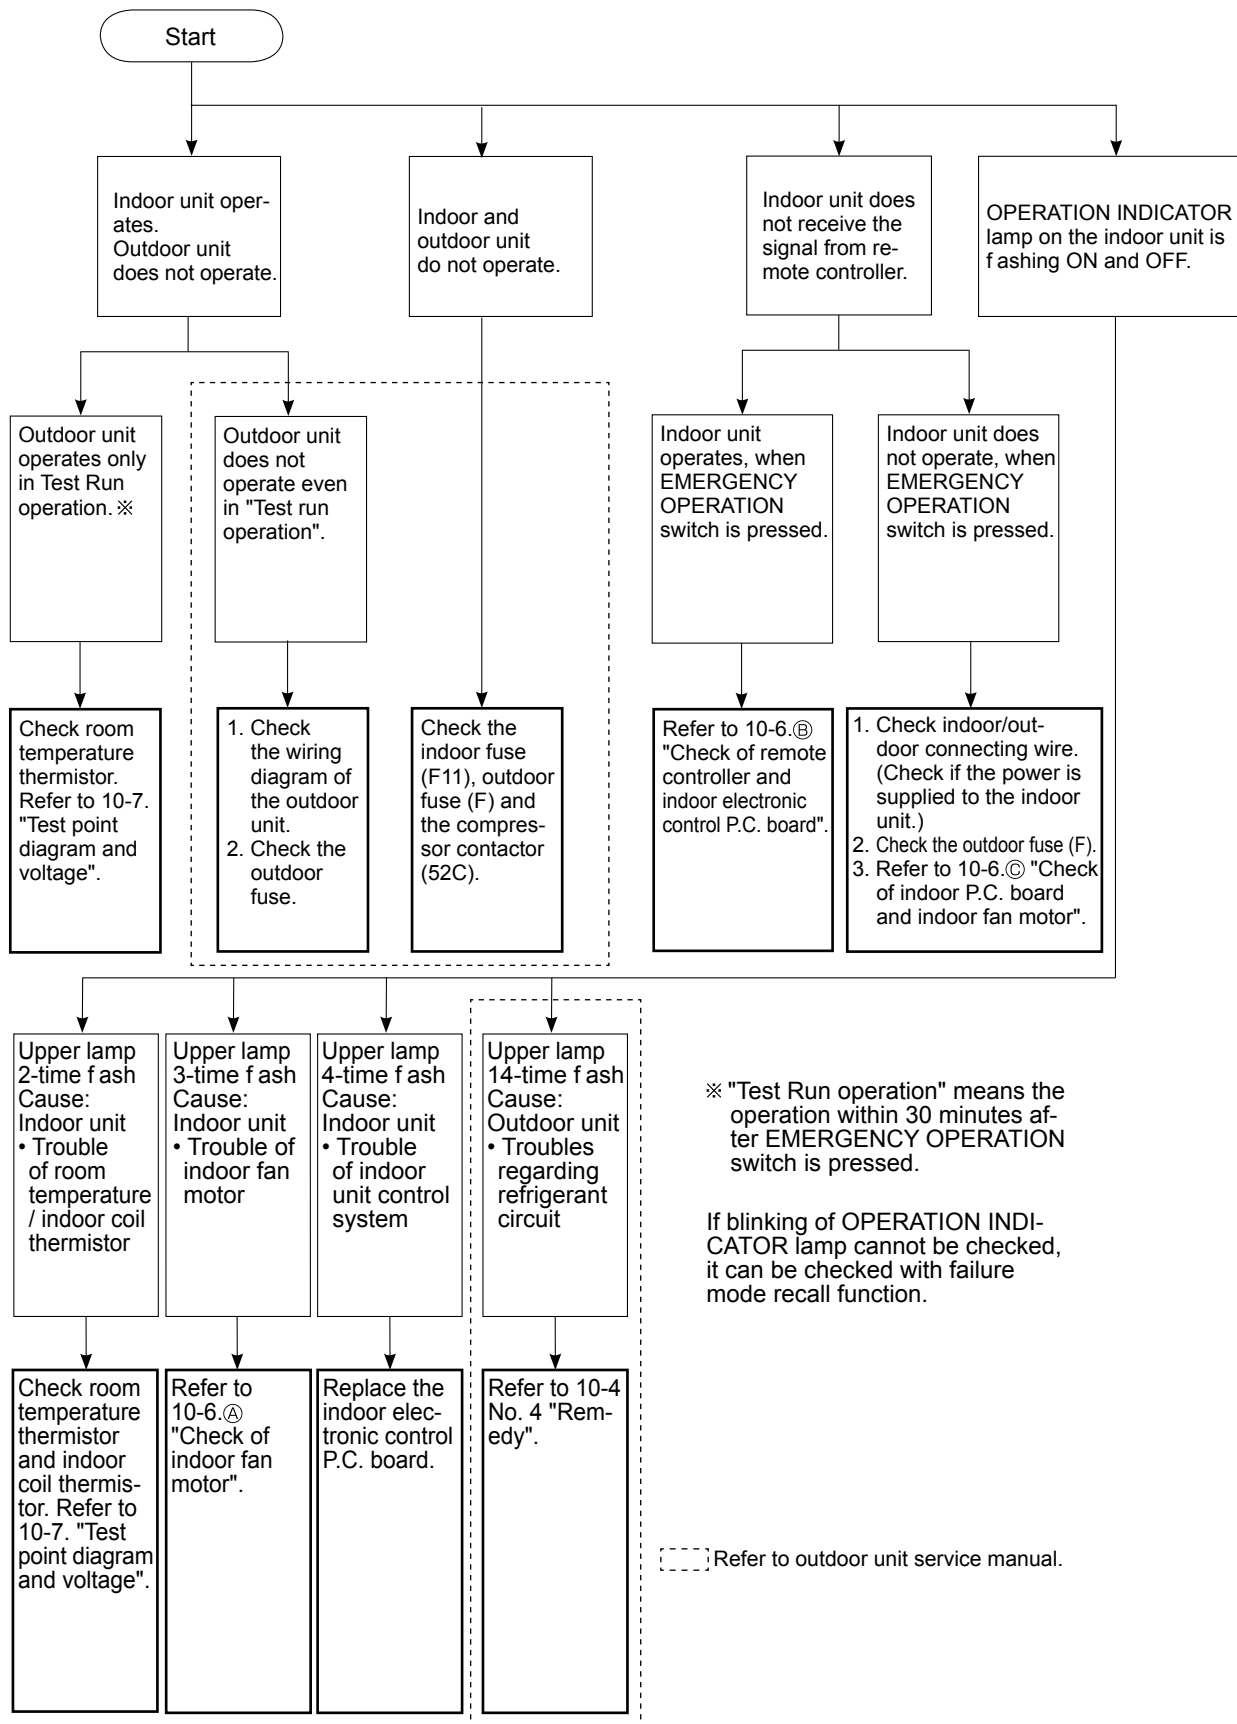 Start
Indoor unit oper-
ates.
Outdoor unit
does not operate.
Indoor and
outdoor unit
do not operate.
Indoor unit does
not receive the
signal from re-
mote controller.
OPERATION INDICATOR
lamp on the indoor unit is
f ashing ON and OFF.
Outdoor unit
operates only
in Test Run
operation. ※
Outdoor unit
does not
operate even
in "Test run
operation".
Indoor unit
operates, when
EMERGENCY
OPERATION
switch is pressed.
Indoor unit does
not operate, when
EMERGENCY
OPERATION
switch is pressed.
Check room
temperature
thermistor.
Refer to 10-7.
"Test point
diagram and
voltage".
1. Check
the wiring
diagram of
the outdoor
unit.
2. Check the
outdoor
fuse.
Check the
indoor fuse
(F11), outdoor
fuse (F) and
the compres-
sor contactor
(52C).
Refer to 10-6.Ⓑ
"Check of remote
controller and
indoor electronic
control P.C. board".
1. Check indoor/out-
door connecting wire.
(Check if the power is
supplied to the indoor
unit.)
2. Check the outdoor fuse (F).
3. Refer to 10-6.Ⓒ "Check
of indoor P.C. board
and indoor fan motor".
Upper lamp
2-time f ash
Cause:
Indoor unit
• Trouble
of room
temperature
/ indoor coil
thermistor
Upper lamp
3-time f ash
Cause:
Indoor unit
• Trouble of
indoor fan
motor
Upper lamp
4-time f ash
Cause:
Indoor unit
• Trouble
of indoor
unit control
system
Upper lamp
14-time f ash
Cause:
Outdoor unit
• Troubles
regarding
refrigerant
circuit
※ "Test Run operation" means the
operation within 30 minutes af-
ter EMERGENCY OPERATION
switch is pressed.
If blinking of OPERATION INDI-
CATOR lamp cannot be checked,
it can be checked with failure
mode recall function.
Check room
temperature
thermistor
and indoor
coil thermis-
tor. Refer to
10-7. "Test
point diagram
and voltage".
Refer to
10-6.Ⓐ
"Check of
indoor fan
motor".
Replace the
indoor elec-
tronic control
P.C. board.
Refer to 10-4
No. 4 "Rem-
edy".
Refer to outdoor unit service manual.